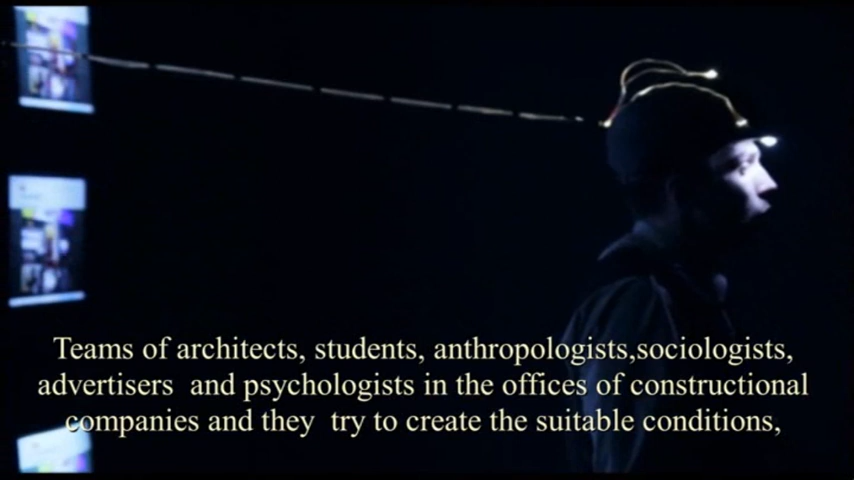 Teams of architects, students, anthropologists,sociologists,
advertisers  and psychologists in the offices of constructional
companies and they  try to create the suitable conditions,